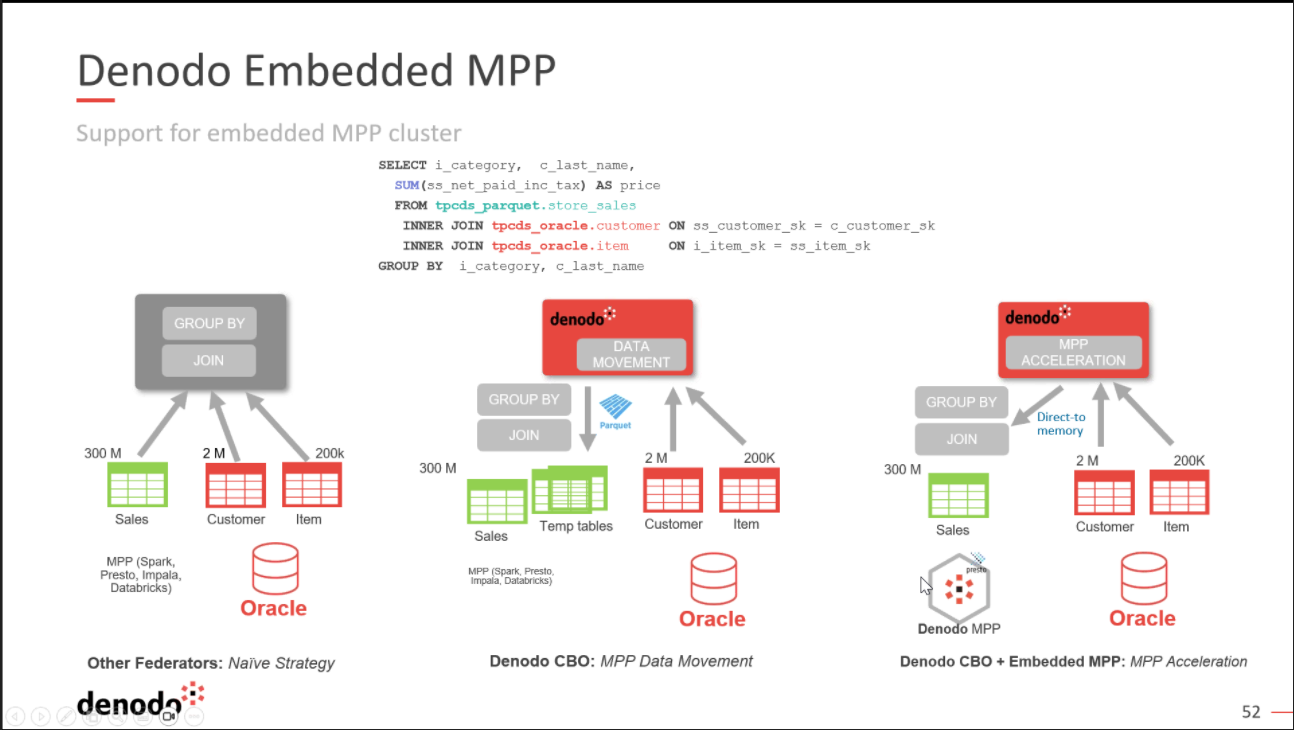 Denodo Embedded MPP
Support for embedded MPP cluster
SELECT i_category, c_last_name,
SUM(ss_net_paid_inc_tax) AS price
FROM tpcds_parquet.store_sales
INNER JOIN tpcds_oracle.customer ON ss_customer_sk = c_customer_sk
INNER JOIN tpcds_oracle.item ON i_item_sk = ss_item_sk
GROUP BY i_category, c_last_name
GROUP BY
JOIN
300 M
2 M
200k
Sales
Customer
Item
MPP (Spark,
Presto, Impala,
Databricks)
Oracle
Other Federators: Naïve Strategy
denodo
DATA
MOVEMENT
GROUP BY
JOIN
Parquet
300 M
2 M
200K
Sales
Temp tables
Customer
Item
MPP (Spark, Presto,
Impala, Databricks)
Oracle
Denodo CBO: MPP Data Movement
denodo
MPP
ACCELERATION
GROUP BY
JOIN
Direct-to
memory
300 M
2 M
200K
Sales
Customer
Item
presto
Denodo MPP
Oracle
Denodo CBO + Embedded MPP: MPP Acceleration
denodo
52